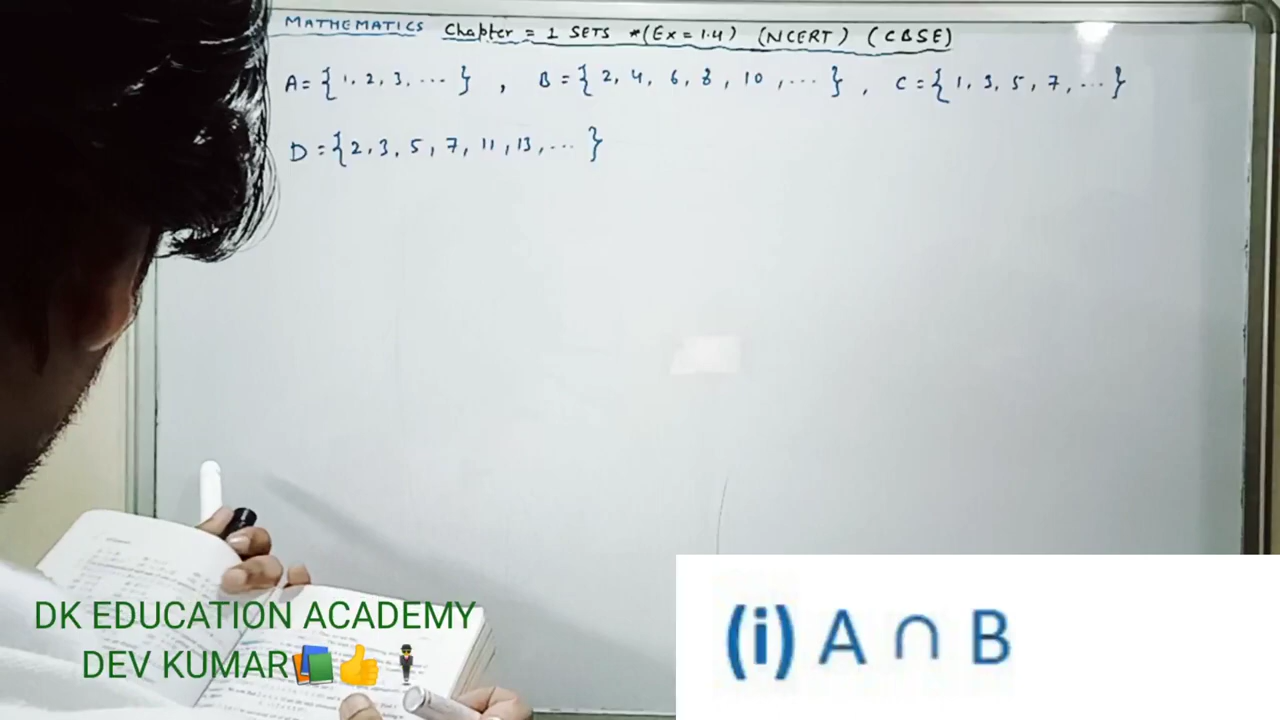 MATHEMATICS Chapter = 1 SETS *(Ex = 1.4) (NCERT) (CBSE)
A = {1, 2, 3, ... } , B = {2, 4, 6, 8, 10, ... } , C = {1, 3, 5, 7, ... }
D = {2, 3, 5, 7, 11, 13, ... }
DK EDUCATION ACADEMY
DEV KUMAR📚👍🕴
(i) A ∩ B